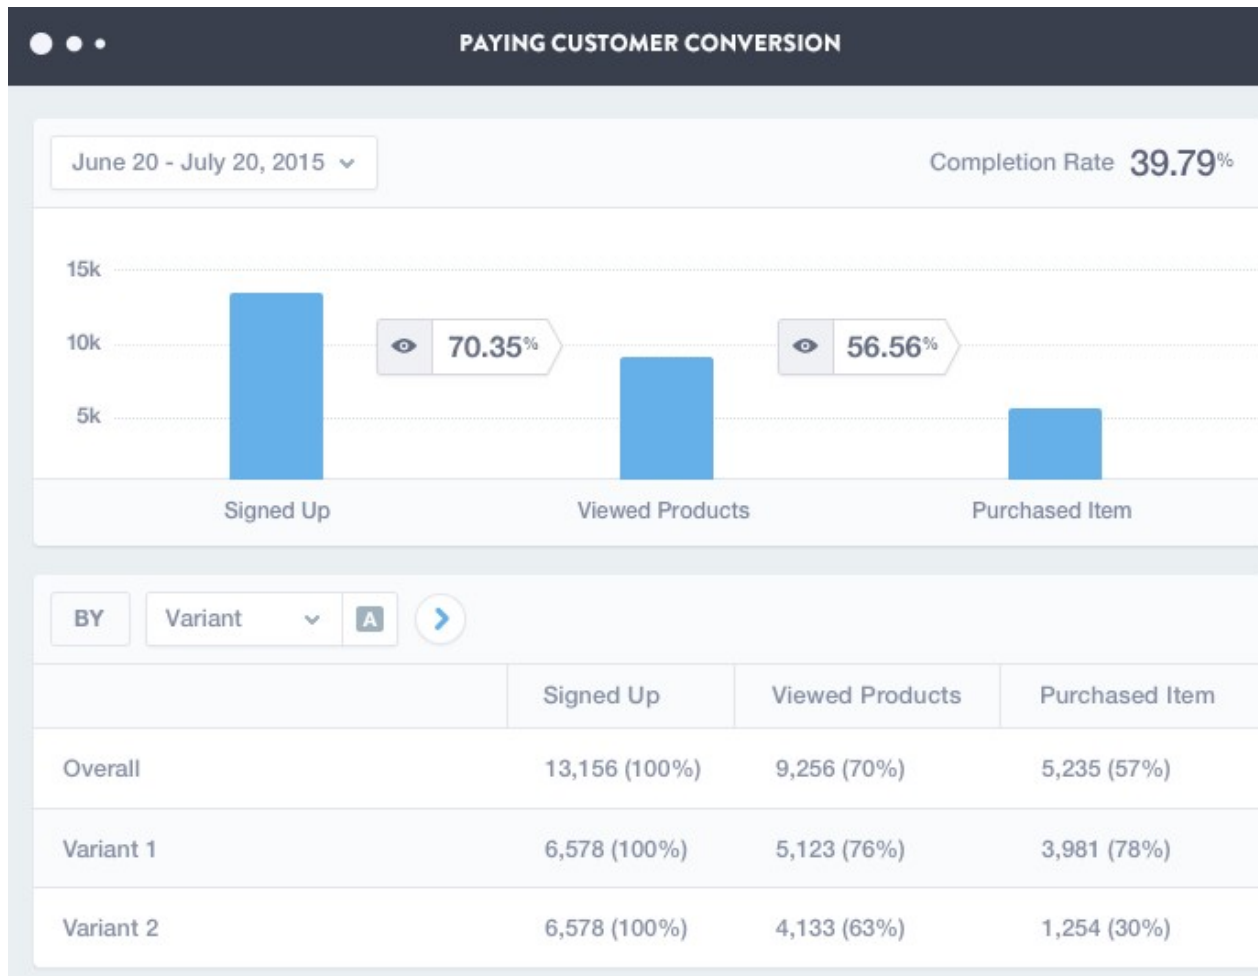 PAYING CUSTOMER CONVERSION
June 20 - July 20, 2015
Completion Rate 39.79%
15k
10k
70.35%
56.56%
5k
Signed Up
Viewed Products
Purchased Item
BY
Variant
A
Signed Up
Viewed Products
Purchased Item
Overall
13,156 (100%)
9,256 (70%)
5,235 (57%)
Variant 1
6,578 (100%)
5,123 (76%)
3,981 (78%)
Variant 2
6,578 (100%)
4,133 (63%)
1,254 (30%)